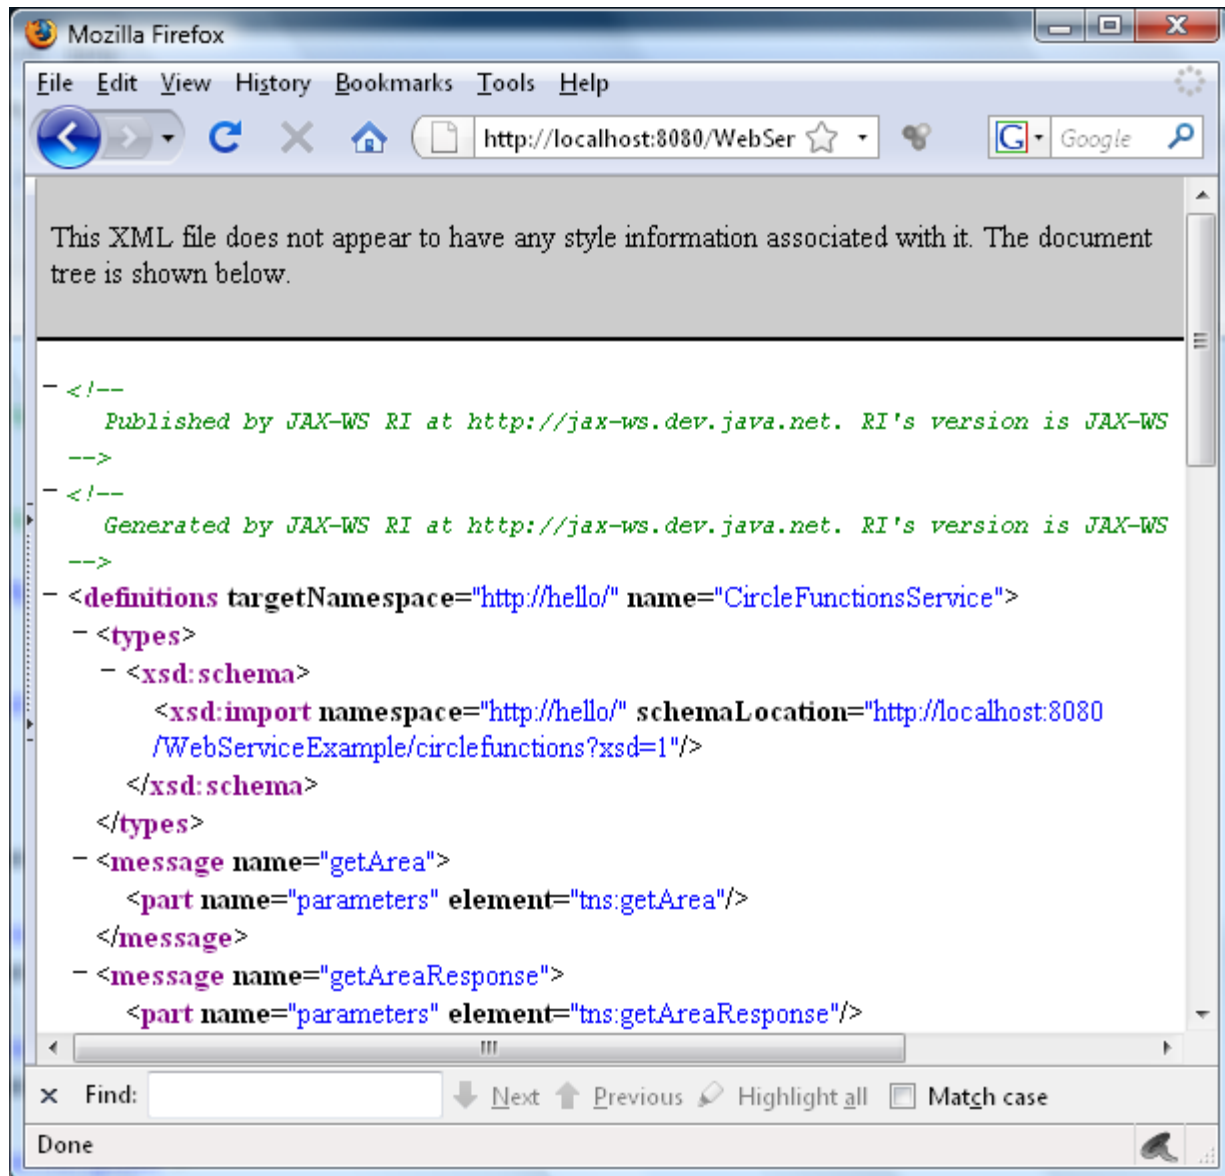 Mozilla Firefox
File Edit View History Bookmarks Tools Help
http://localhost:8080/WebSer G Google
This XML file does not appear to have any style information associated with it. The document
tree is shown below.
− <!--
Published by JAX-WS RI at http://jax-ws.dev.java.net. RI's version is JAX-WS
-->
− <!--
Generated by JAX-WS RI at http://jax-ws.dev.java.net. RI's version is JAX-WS
-->
− <definitions targetNamespace="http://hello/" name="CircleFunctionsService">
− <types>
− <xsd:schema>
<xsd:import namespace="http://hello/" schemaLocation="http://localhost:8080
/WebServiceExample/circlefunctions?xsd=1"/>
</xsd:schema>
</types>
− <message name="getArea">
<part name="parameters" element="tns:getArea"/>
</message>
− <message name="getAreaResponse">
<part name="parameters" element="tns:getAreaResponse"/>
× Find: Next Previous Highlight all Match case
Done